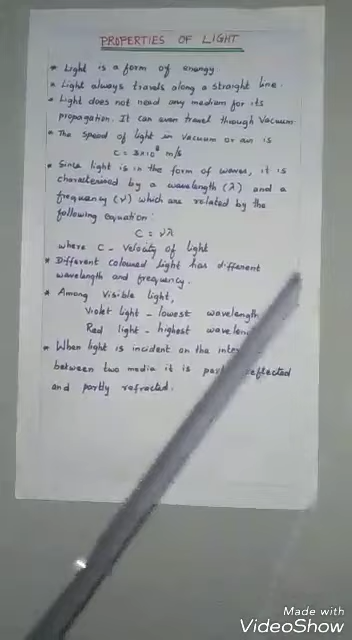 PROPERTIES OF LIGHT
* Light is a form of energy.
* Light always travels along a straight line.
* Light does not need any medium for its
propagation. It can even travel through Vacuum
* The speed of light in vacuum or air is
C = 3x10⁸ m/s
* Since light is in the form of waves, it is
characterised by a wavelength (λ) and a
frequency (ν) which are related by the
following equation:
C = νλ
where C - Velocity of light
* Different coloured light has different
wavelength and frequency.
* Among visible light,
Violet light - lowest wavelength
Red light - highest
* When light is incident on the
between two media it is
and partly refracted.
Made with
VideoShow